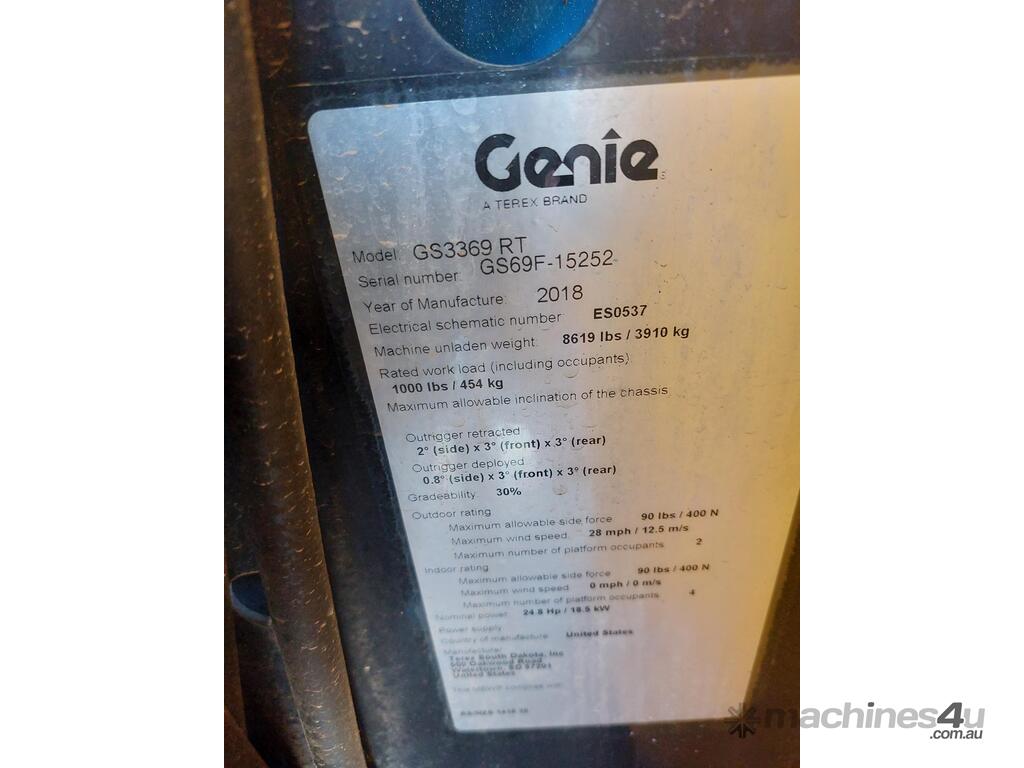 Genie
A TEREX BRAND
Model: GS3369 RT
Serial number: GS69F-15252
Year of Manufacture: 2018
Electrical schematic number: ES0537
Machine unladen weight: 8619 lbs / 3910 kg
Rated work load (including occupants):
1000 lbs / 454 kg
Maximum allowable inclination of the chassis
Outrigger retracted
2° (side) x 3° (front) x 3° (rear)
Outrigger deployed
0.8° (side) x 3° (front) x 3° (rear)
Gradeability: 30%
Outdoor rating
Maximum allowable side force 90 lbs / 400 N
Maximum wind speed: 28 mph / 12.5 m/s
Maximum number of platform occupants 2
Indoor rating
Maximum allowable side force 90 lbs / 400 N
Maximum wind speed 0 mph / 0 m/s
Maximum number of platform occupants 4
Nominal power: 24.8 Hp / 18.5 kW
Power supply
Country of manufacture United States
Manufacturer
Terex South Dakota, Inc
Oakwood Road
Watertown, SD 57201
United States
machines4u
.com.au